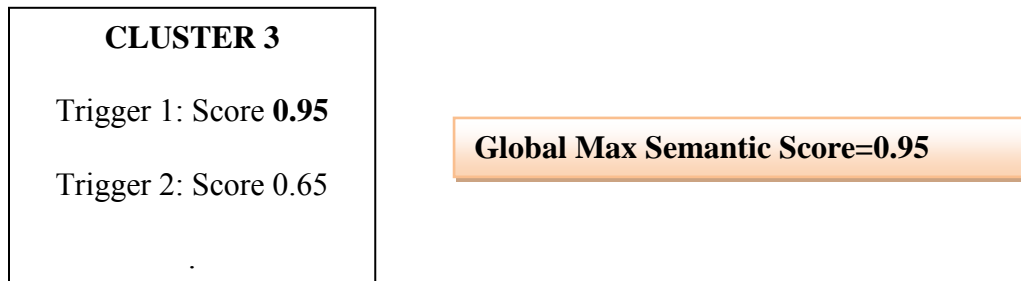 CLUSTER 3
Trigger 1: Score 0.95
Trigger 2: Score 0.65
.
Global Max Semantic Score=0.95